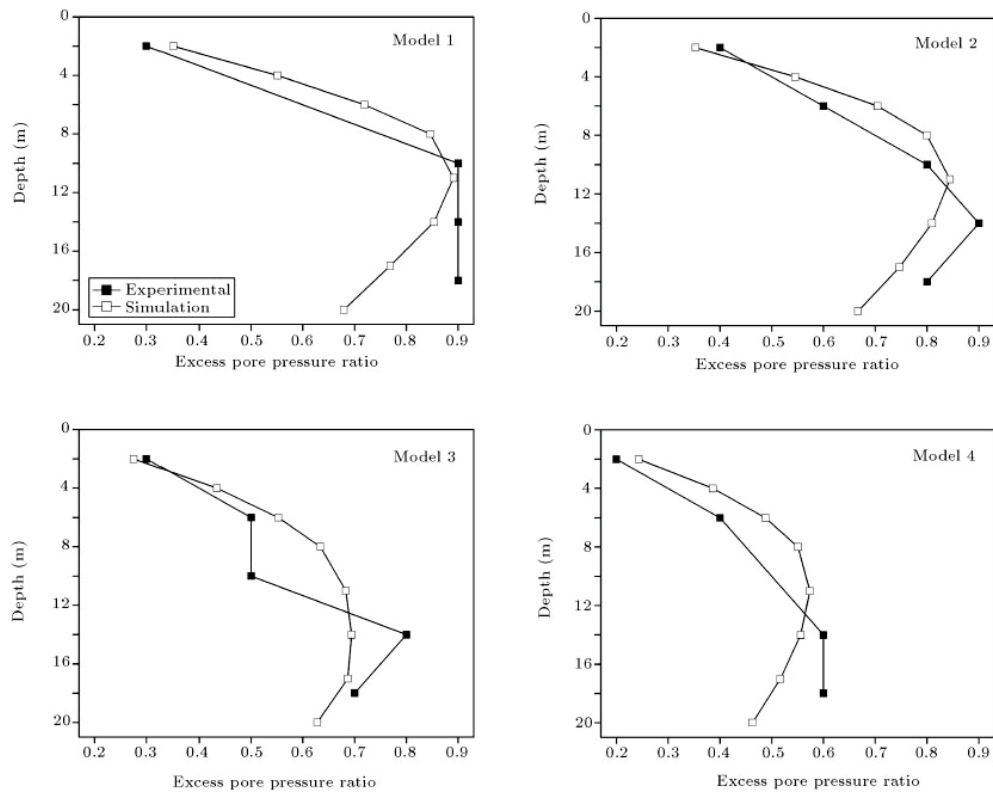 Model 1
0
4
8
12
16
20
Depth (m)
Experimental
Simulation
0.2 0.3 0.4 0.5 0.6 0.7 0.8 0.9
Excess pore pressure ratio
Model 2
0
4
8
12
16
20
Depth (m)
0.2 0.3 0.4 0.5 0.6 0.7 0.8 0.9
Excess pore pressure ratio
Model 3
0
4
8
12
16
20
Depth (m)
0.2 0.3 0.4 0.5 0.6 0.7 0.8 0.9
Excess pore pressure ratio
Model 4
0
4
8
12
16
20
Depth (m)
0.2 0.3 0.4 0.5 0.6 0.7 0.8 0.9
Excess pore pressure ratio